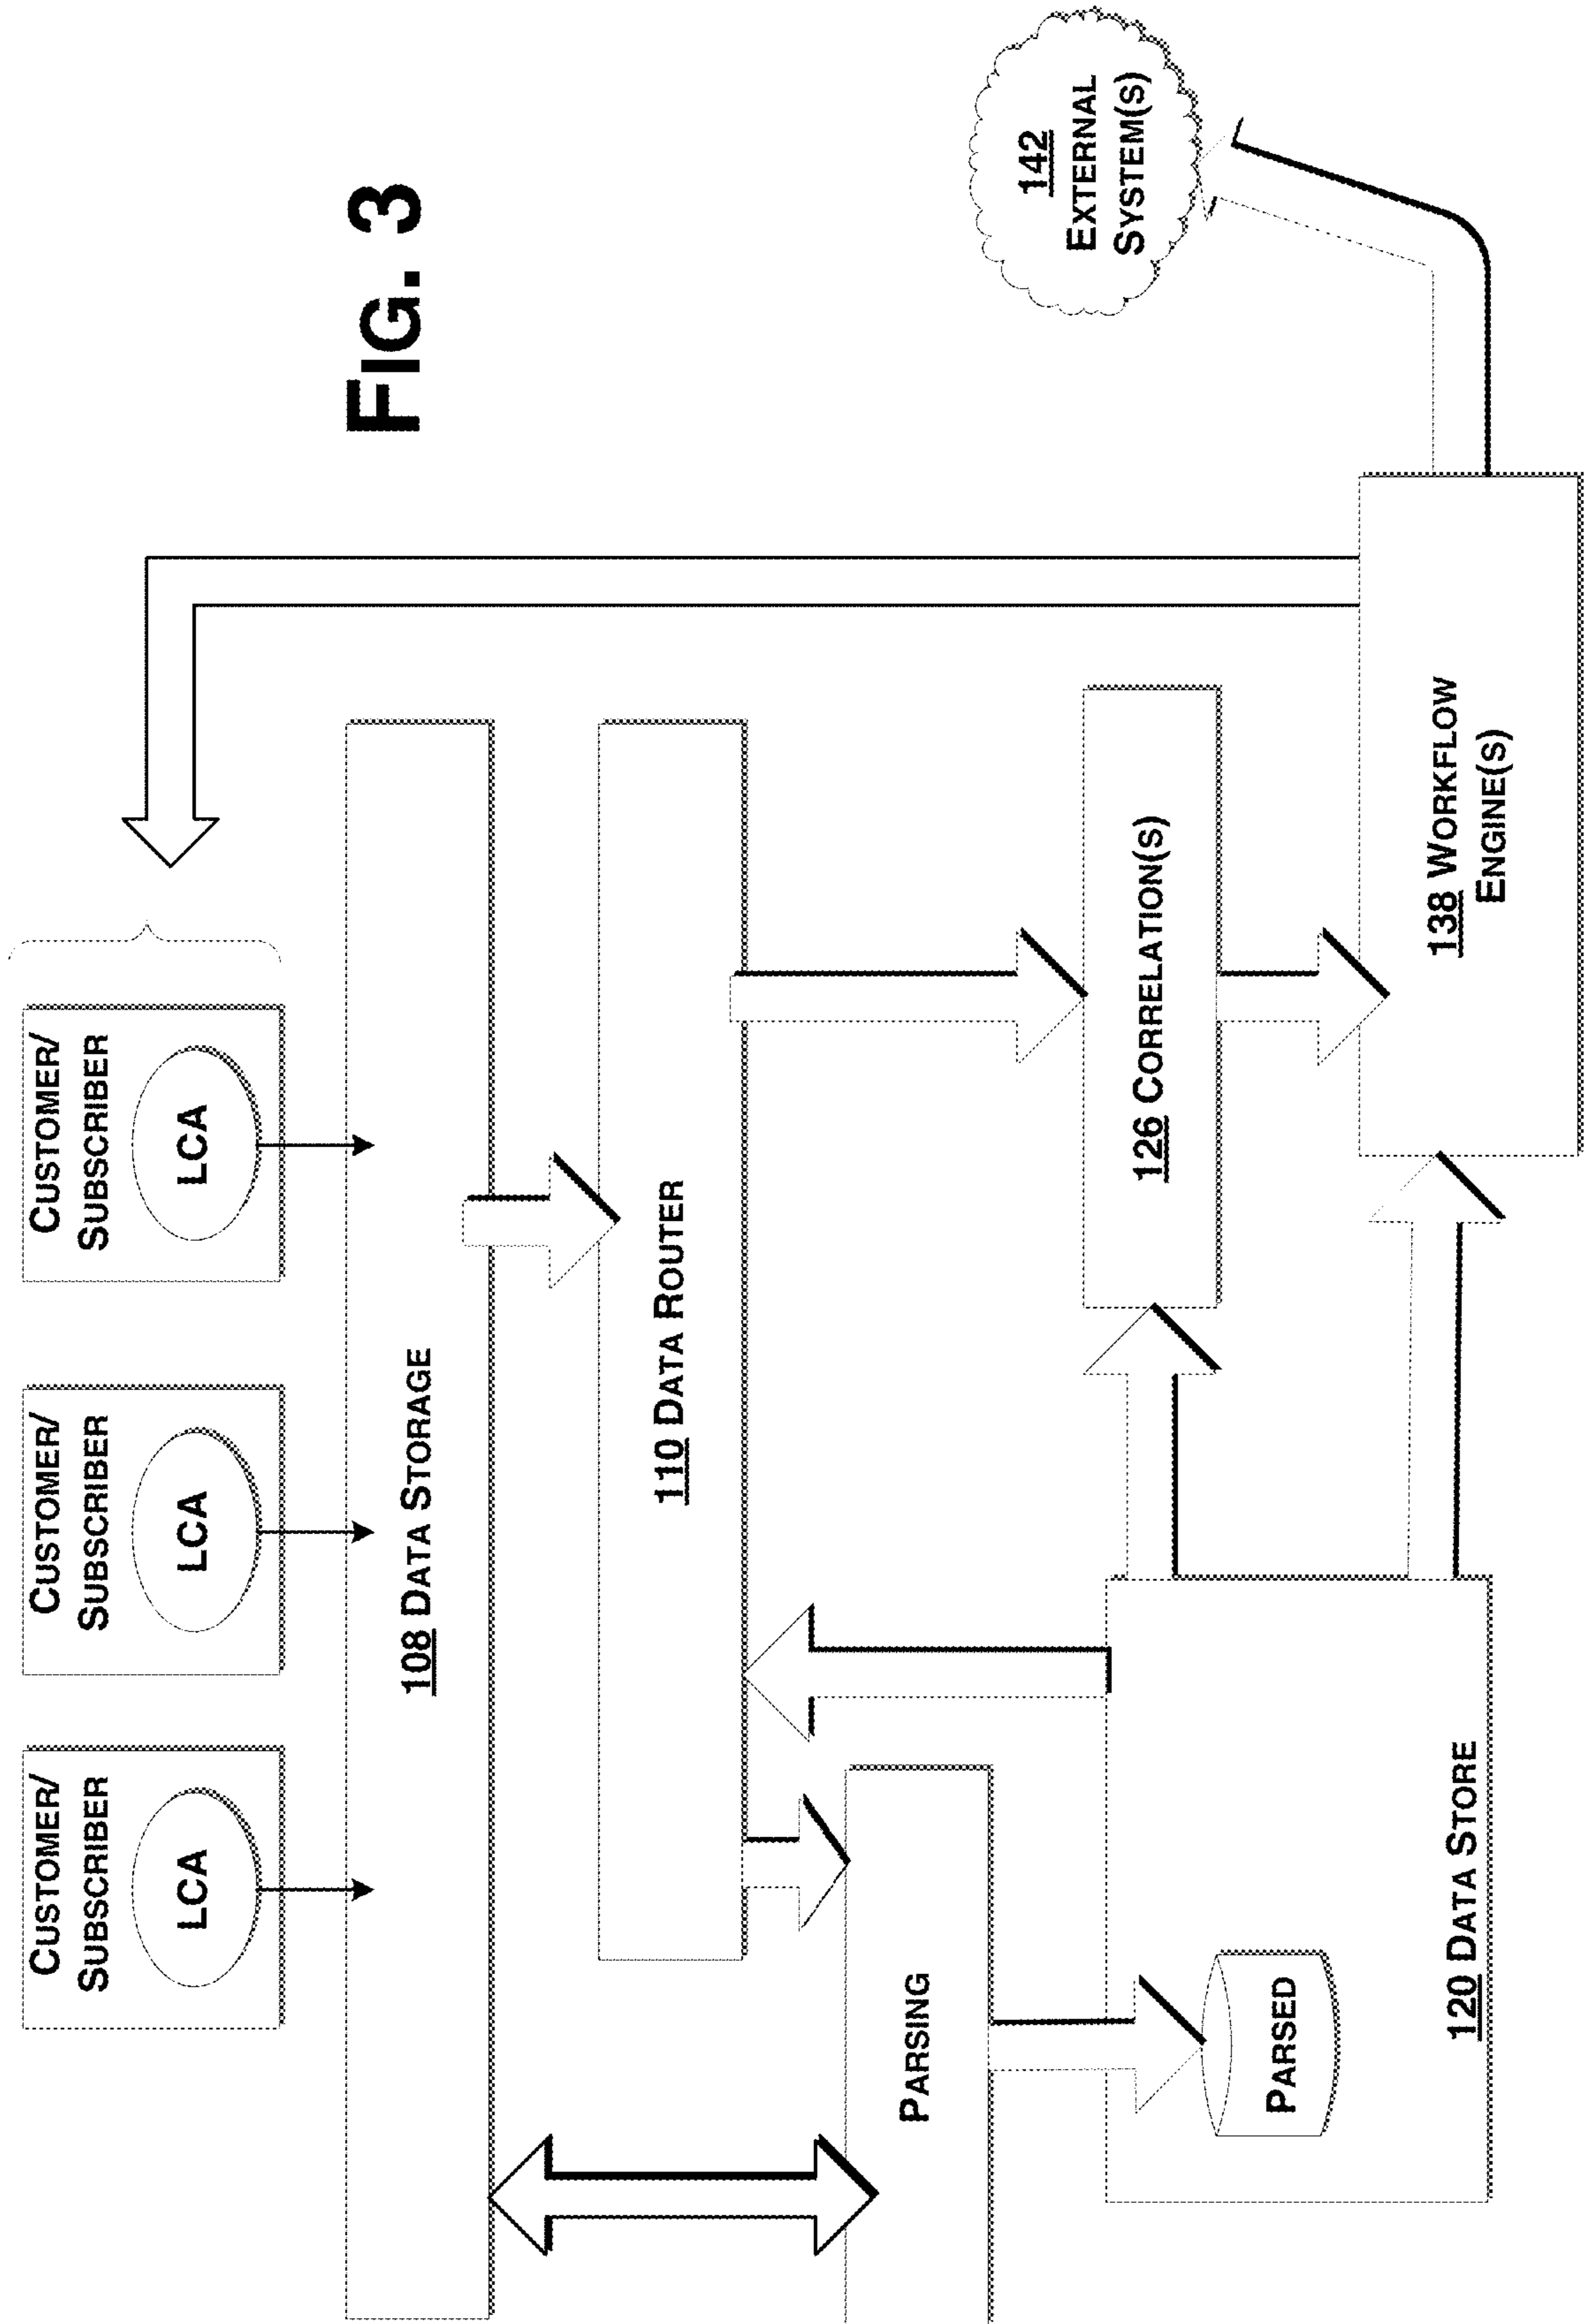 CUSTOMER/
SUBSCRIBER
LCA
CUSTOMER/
SUBSCRIBER
LCA
CUSTOMER/
SUBSCRIBER
LCA
108 DATA STORAGE
FIG. 3
110 DATA ROUTER
PARSING
126 CORRELATION(S)
142
EXTERNAL
SYSTEM(S)
PARSED
120 DATA STORE
138 WORKFLOW
ENGINE(S)